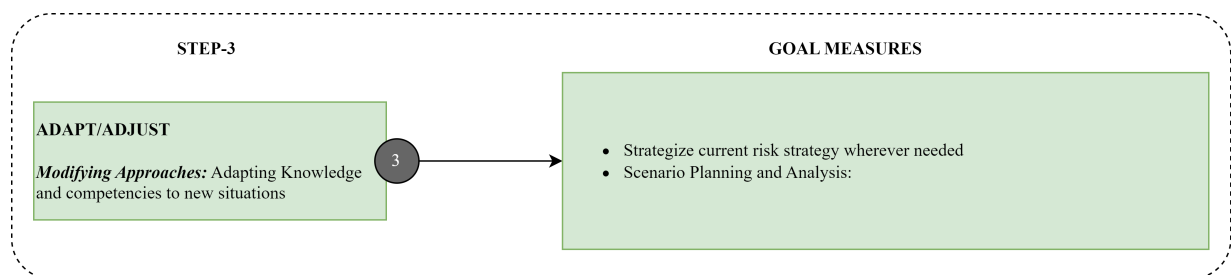 STEP-3
GOAL MEASURES
ADAPT/ADJUST
Modifying Approaches: Adapting Knowledge
and competencies to new situations
3
• Strategize current risk strategy wherever needed
• Scenario Planning and Analysis: